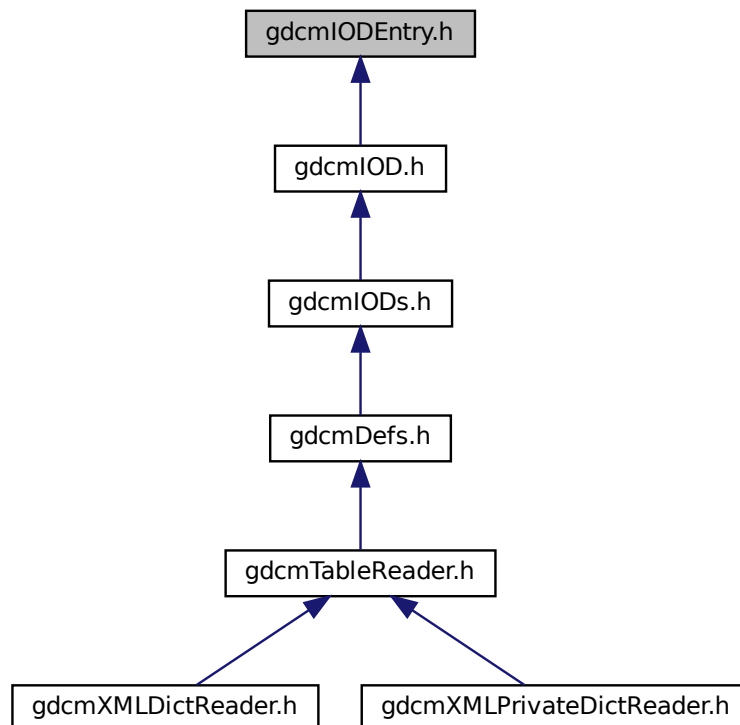 gdcmIODEntry.h
gdcmIOD.h
gdcmIODs.h
gdcmDefs.h
gdcmTableReader.h
gdcmXMLDictReader.h
gdcmXMLPrivateDictReader.h